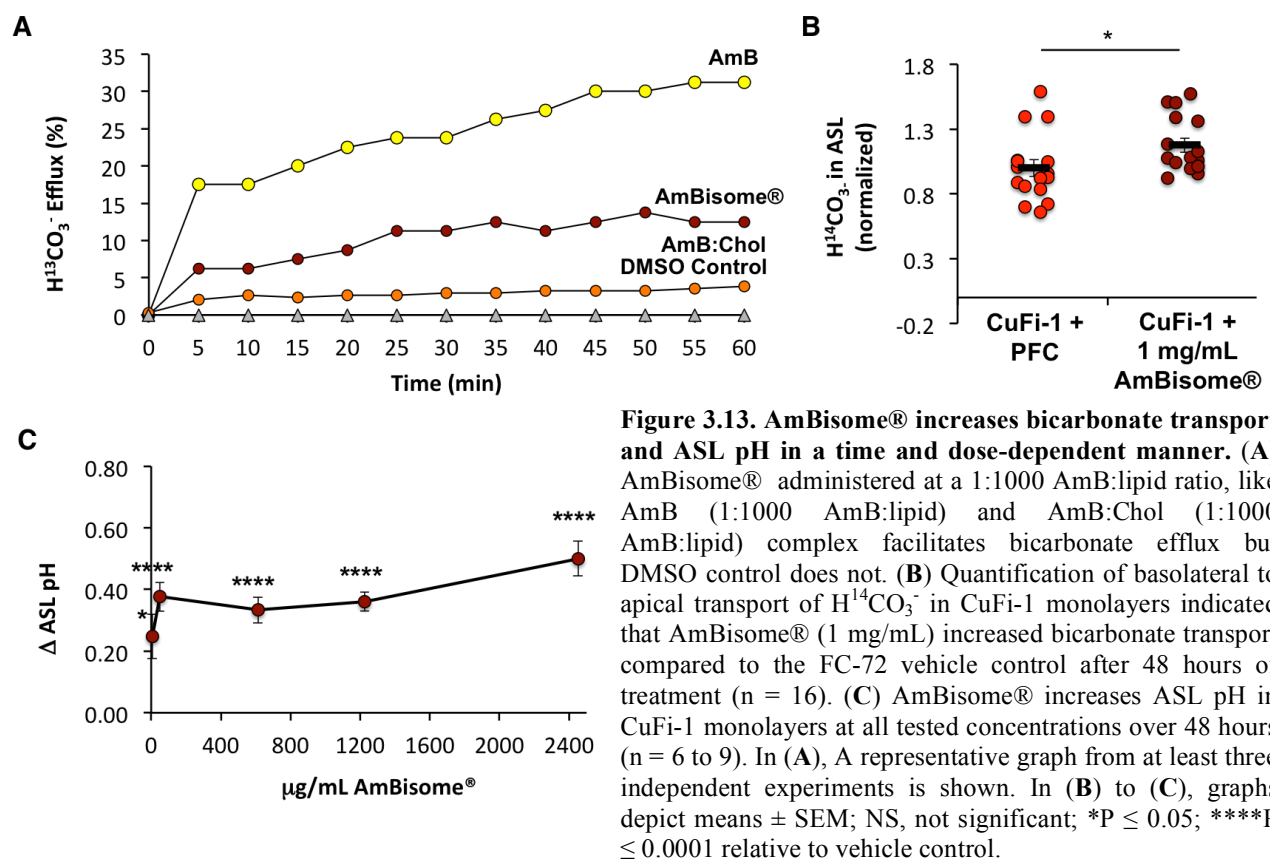 A
35
30
25
20
15
10
5
0
H¹³CO₃⁻ Efflux (%)
AmB
AmBisome®
AmB:Chol
DMSO Control
0 5 10 15 20 25 30 35 40 45 50 55 60
Time (min)
B
*
1.8
1.3
0.8
0.3
-0.2
H¹⁴CO₃- in ASL
(normalized)
CuFi-1 +
PFC
CuFi-1 +
1 mg/mL
AmBisome®
C
0.80
0.60
0.40
0.20
0.00
Δ ASL pH
*
****
****
****
****
0 400 800 1200 1600 2000 2400
µg/mL AmBisome®
Figure 3.13. AmBisome® increases bicarbonate transpor
and ASL pH in a time and dose-dependent manner. (A
AmBisome® administered at a 1:1000 AmB:lipid ratio, like
AmB (1:1000 AmB:lipid) and AmB:Chol (1:1000
AmB:lipid) complex facilitates bicarbonate efflux bu
DMSO control does not. (B) Quantification of basolateral to
apical transport of H¹⁴CO₃⁻ in CuFi-1 monolayers indicated
that AmBisome® (1 mg/mL) increased bicarbonate transpor
compared to the FC-72 vehicle control after 48 hours o
treatment (n = 16). (C) AmBisome® increases ASL pH in
CuFi-1 monolayers at all tested concentrations over 48 hours
(n = 6 to 9). In (A), A representative graph from at least three
independent experiments is shown. In (B) to (C), graphs
depict means ± SEM; NS, not significant; *P ≤ 0.05; ****P
≤ 0.0001 relative to vehicle control.